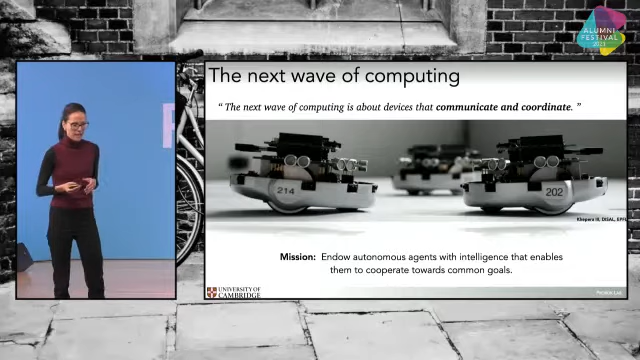 ALUMNI
FESTIVAL
2021
The next wave of computing
“ The next wave of computing is about devices that communicate and coordinate. ”
214
202
Khepera III, DISAL, EPFL
Mission: Endow autonomous agents with intelligence that enables
them to cooperate towards common goals.
UNIVERSITY OF
CAMBRIDGE